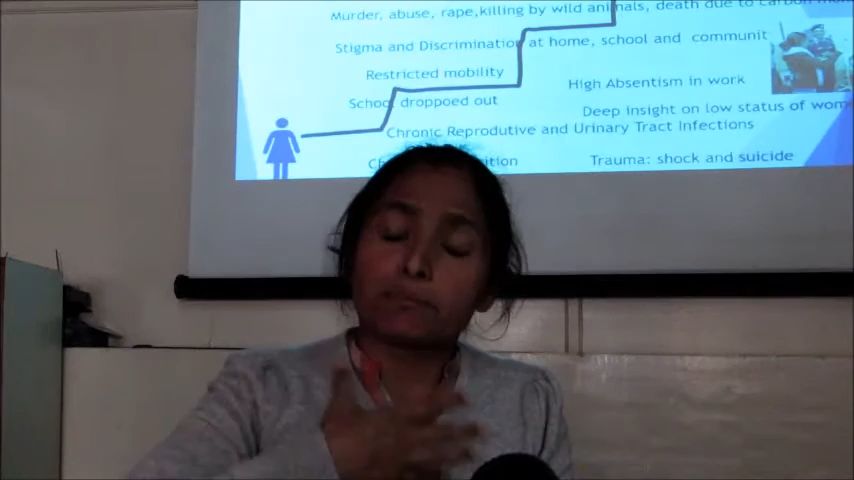 Murder, abuse, rape,killing by wild animals, death due to carbon
Stigma and Discrimination at home, school and communit
Restricted mobility
High Absentism in work
School droppoed out
Deep insight on low status of
Chronic Reproductive and Urinary Tract Infections
Trauma: shock and suicide